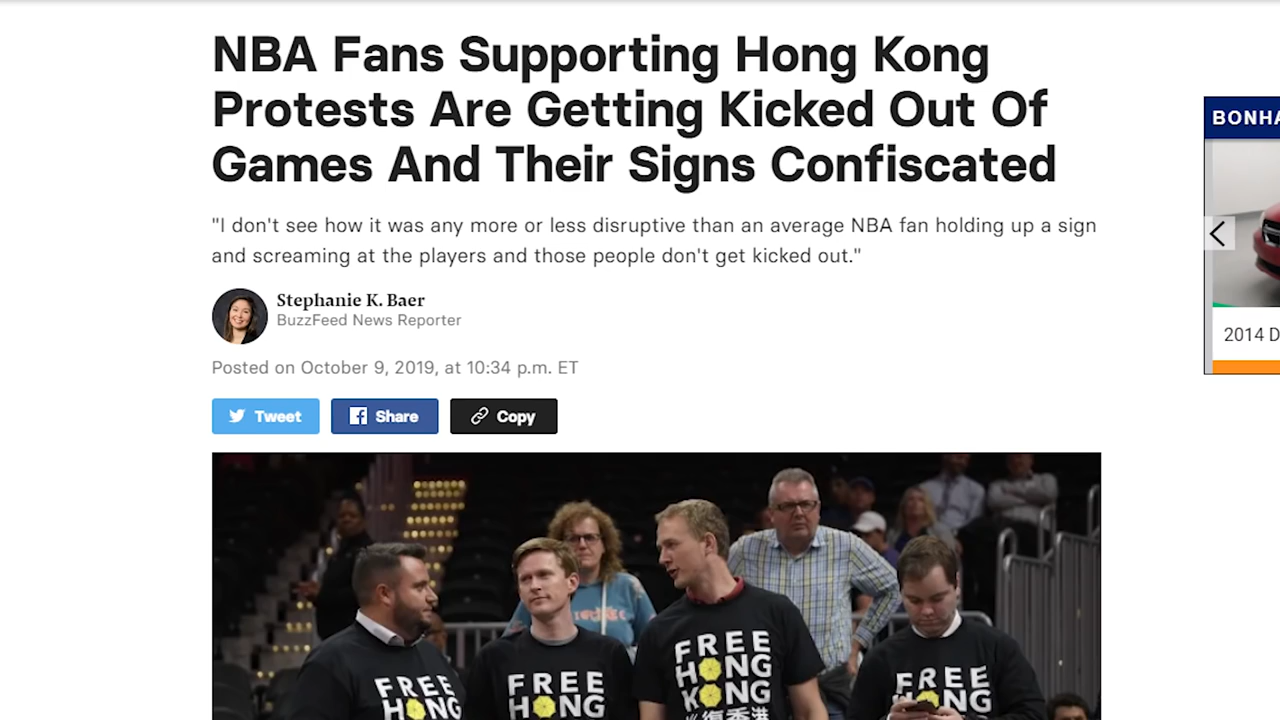 NBA Fans Supporting Hong Kong
Protests Are Getting Kicked Out Of
Games And Their Signs Confiscated
"I don't see how it was any more or less disruptive than an average NBA fan holding up a sign
and screaming at the players and those people don't get kicked out."
Stephanie K. Baer
BuzzFeed News Reporter
Posted on October 9, 2019, at 10:34 p.m. ET
Tweet Share Copy
BONHA
2014 D
FREE
HONG
FREE
HONG
FREE
HONG
KONG
復香港
FREE
HONG